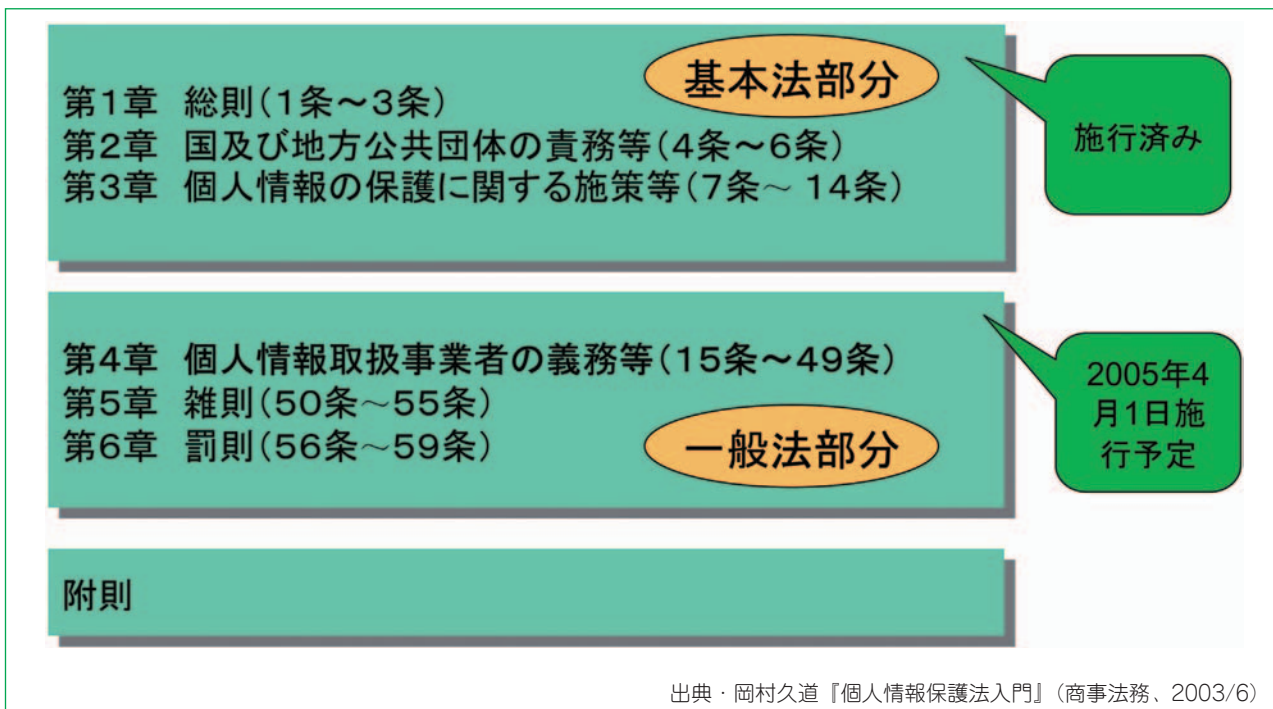 基本法部分
第1章 総則(1条～3条)
第2章 国及び地方公共団体の責務等(4条～6条)
第3章 個人情報の保護に関する施策等(7条～ 14条)
施行済み
第4章 個人情報取扱事業者の義務等(15条～49条)
第5章 雑則(50条～55条)
第6章 罰則(56条～59条)
一般法部分
2005年4
月1日施
行予定
附則
出典・岡村久道『個人情報保護法入門』(商事法務、2003/6)